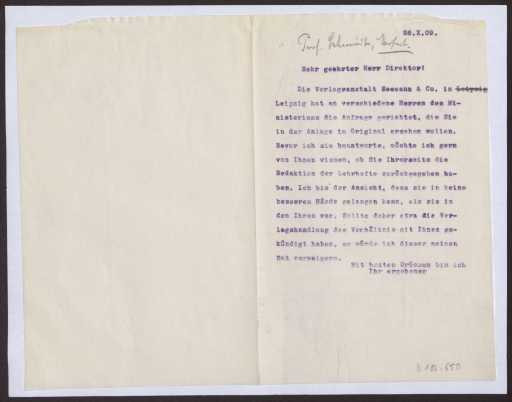 26.X.09.
Prof. Schmidt,
Sehr geehrter Herr Direktor!
Die Verlagsanstalt Seemann & Co. in Leipzig
Leipzig hat an verschiedene Herren des Mi-
nisteriums die Anfrage gerichtet, die Sie
in der Anlage im Original ersehen wollen.
Bevor ich sie beantworte, möchte ich gern
von Ihnen wissen, ob Sie Ihrerseits die
Redaktion der Lehrhefte zurückgegeben ha-
ben. Ich bin der Ansicht, dass sie in keine
besseren Hände gelangen kann, als sie in
den Ihren war. Sollte daher etwa die Ver-
lagshandlung das Verhältnis mit Ihnen ge-
kündigt haben, so würde ich dieser meinen
Rat verweigern.
Mit besten Grüssen bin ich
Ihr ergebener